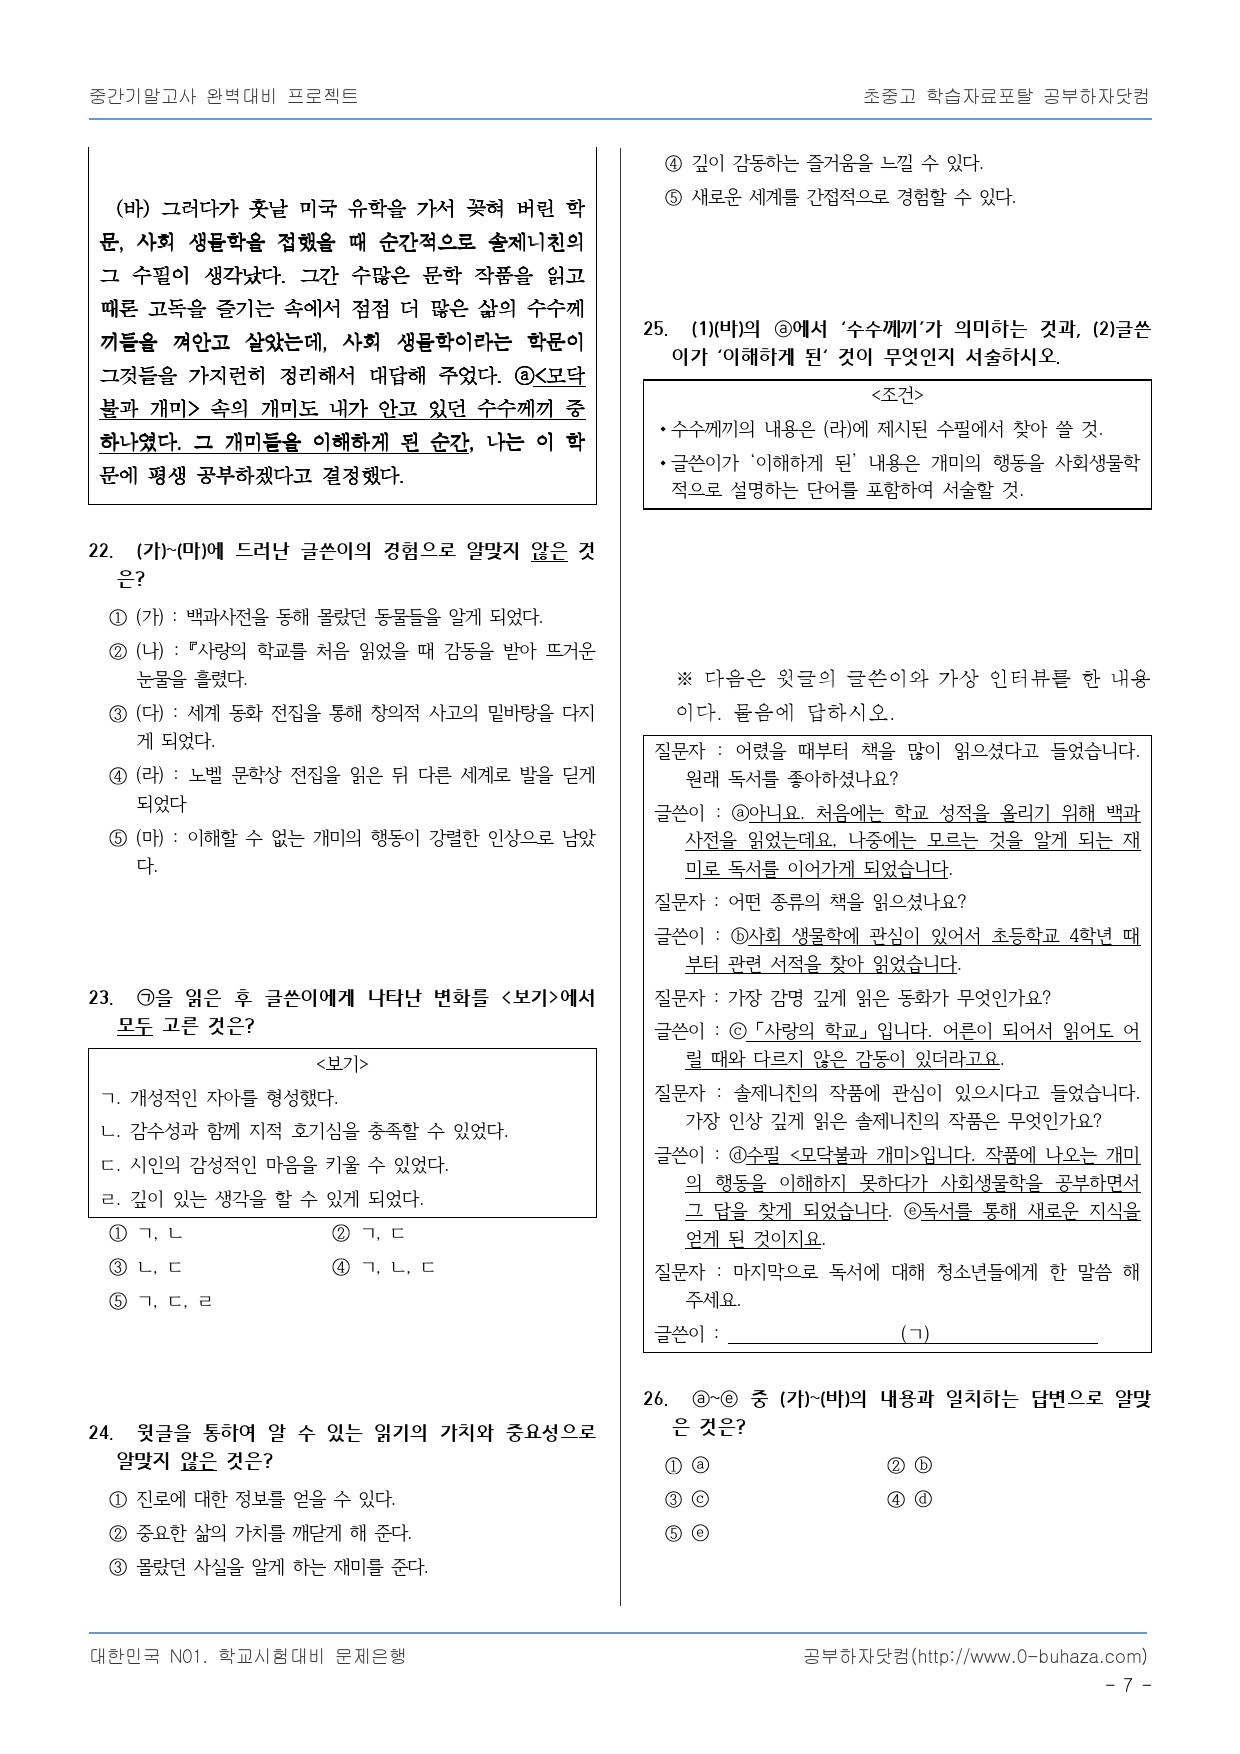 중간기말고사 완벽대비 프로젝트
초중고 학습자료포탈 공부하자닷컴
(바) 그러다가 훗날 미국 유학을 가서 꽂혀 버린 학
문, 사회 생물학을 접했을 때 순간적으로 솔제니친의
그 수필이 생각났다. 그간 수많은 문학 작품을 읽고
때론 고독을 즐기는 속에서 점점 더 많은 삶의 수수께
끼들을 껴안고 살았는데, 사회 생물학이라는 학문이
그것들을 가지런히 정리해서 대답해 주었다. ⓐ<모닥
불과 개미> 속의 개미도 내가 안고 있던 수수께끼 중
하나였다. 그 개미들을 이해하게 된 순간, 나는 이 학
문에 평생 공부하겠다고 결정했다.
22. (가)~(마)에 드러난 글쓴이의 경험으로 알맞지 않은 것
은?
① (가) : 백과사전을 통해 몰랐던 동물들을 알게 되었다.
② (나) : 『사랑의 학교를 처음 읽었을 때 감동을 받아 뜨거운
눈물을 흘렸다.
③ (다) : 세계 동화 전집을 통해 창의적 사고의 밑바탕을 다지
게 되었다.
④ (라) : 노벨 문학상 전집을 읽은 뒤 다른 세계로 발을 딛게
되었다
⑤ (마) : 이해할 수 없는 개미의 행동이 강렬한 인상으로 남았
다.
23. ㉠을 읽은 후 글쓴이에게 나타난 변화를 <보기>에서
모두 고른 것은?
<보기>
ㄱ. 개성적인 자아를 형성했다.
ㄴ. 감수성과 함께 지적 호기심을 충족할 수 있었다.
ㄷ. 시인의 감성적인 마음을 키울 수 있었다.
ㄹ. 깊이 있는 생각을 할 수 있게 되었다.
① ㄱ, ㄴ ② ㄱ, ㄷ
③ ㄴ, ㄷ ④ ㄱ, ㄴ, ㄷ
⑤ ㄱ, ㄷ, ㄹ
24. 윗글을 통하여 알 수 있는 읽기의 가치와 중요성으로
알맞지 않은 것은?
① 진로에 대한 정보를 얻을 수 있다.
② 중요한 삶의 가치를 깨닫게 해 준다.
③ 몰랐던 사실을 알게 하는 재미를 준다.
④ 깊이 감동하는 즐거움을 느낄 수 있다.
⑤ 새로운 세계를 간접적으로 경험할 수 있다.
25. (1)(바)의 ⓐ에서 ‘수수께끼’가 의미하는 것과, (2)글쓴
이가 ‘이해하게 된‘ 것이 무엇인지 서술하시오.
<조건>
• 수수께끼의 내용은 (라)에 제시된 수필에서 찾아 쓸 것.
• 글쓴이가 ‘이해하게 된’ 내용은 개미의 행동을 사회생물학
적으로 설명하는 단어를 포함하여 서술할 것.
※ 다음은 윗글의 글쓴이와 가상 인터뷰를 한 내용
이다. 물음에 답하시오.
질문자 : 어렸을 때부터 책을 많이 읽으셨다고 들었습니다.
원래 독서를 좋아하셨나요?
글쓴이 : ⓐ아니요. 처음에는 학교 성적을 올리기 위해 백과
사전을 읽었는데요, 나중에는 모르는 것을 알게 되는 재
미로 독서를 이어가게 되었습니다.
질문자 : 어떤 종류의 책을 읽으셨나요?
글쓴이 : ⓑ사회 생물학에 관심이 있어서 초등학교 4학년 때
부터 관련 서적을 찾아 읽었습니다.
질문자 : 가장 감명 깊게 읽은 동화가 무엇인가요?
글쓴이 : ⓒ「사랑의 학교」입니다. 어른이 되어서 읽어도 어
릴 때와 다르지 않은 감동이 있더라고요.
질문자 : 솔제니친의 작품에 관심이 있으시다고 들었습니다.
가장 인상 깊게 읽은 솔제니친의 작품은 무엇인가요?
글쓴이 : ⓓ수필 <모닥불과 개미>입니다. 작품에 나오는 개미
의 행동을 이해하지 못하다가 사회생물학을 공부하면서
그 답을 찾게 되었습니다. ⓔ독서를 통해 새로운 지식을
얻게 된 것이지요.
질문자 : 마지막으로 독서에 대해 청소년들에게 한 말씀 해
주세요.
글쓴이 : (ㄱ)
26. ⓐ~ⓔ 중 (가)~(바)의 내용과 일치하는 답변으로 알맞
은 것은?
① ⓐ ② ⓑ
③ ⓒ ④ ⓓ
⑤ ⓔ
대한민국 N01. 학교시험대비 문제은행
공부하자닷컴(http://www.0-buhaza.com)
- 7 -